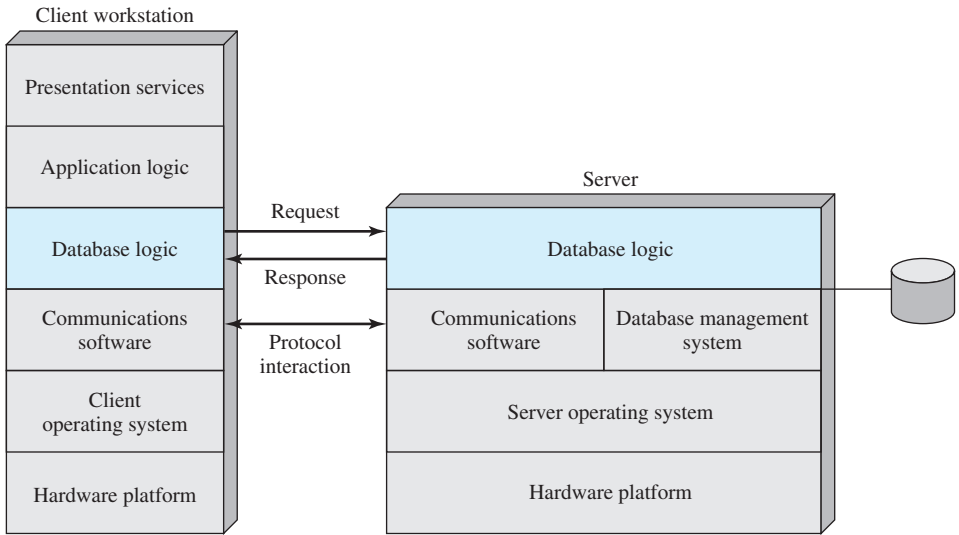 Client workstation
Presentation services
Application logic
Database logic
Communications
software
Client
operating system
Hardware platform
Request
Response
Protocol
interaction
Server
Database logic
Communications
software
Database management
system
Server operating system
Hardware platform